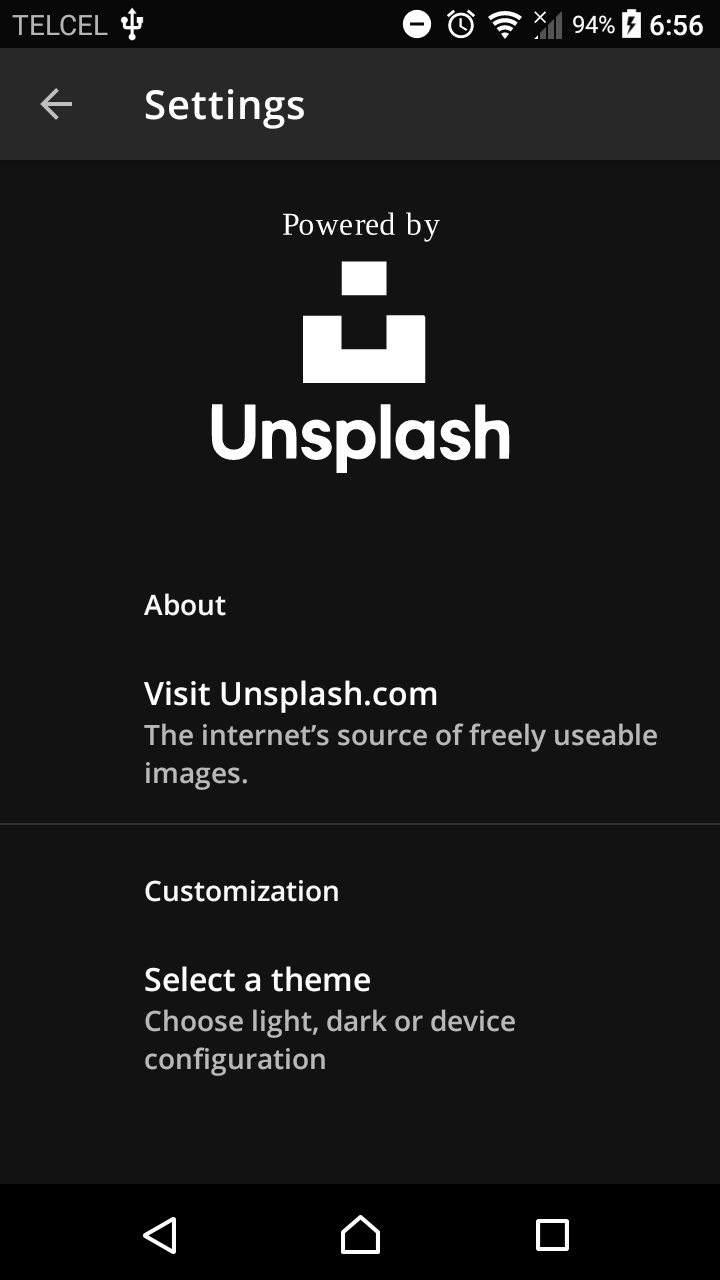 TELCEL 94% 6:56
Settings
Powered by
Unsplash
About
Visit Unsplash.com
The internet’s source of freely useable
images.
Customization
Select a theme
Choose light, dark or device
configuration